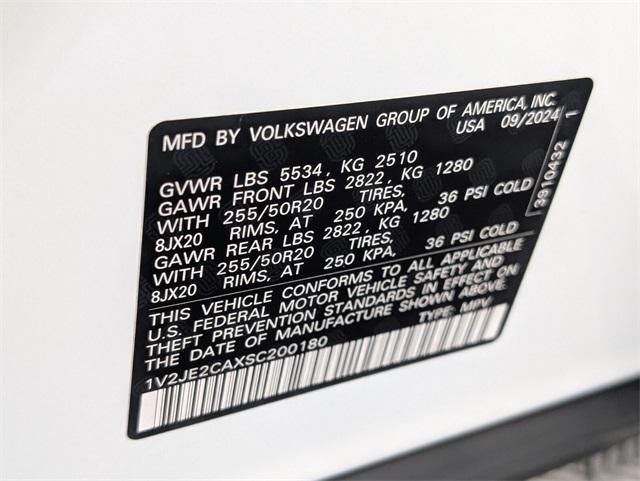 MFD BY VOLKSWAGEN GROUP OF AMERICA, INC.
USA 09/2024
GVWR LBS 5534, KG 2510
GAWR FRONT LBS 2822, KG 1280
WITH 255/50R20 TIRES,
8JX20 RIMS, AT 250 KPA, 36 PSI COLD
GAWR REAR LBS 2822, KG 1280
WITH 255/50R20 TIRES,
8JX20 RIMS, AT 250 KPA, 36 PSI COLD
THIS VEHICLE CONFORMS TO ALL APPLICABLE
U.S. FEDERAL MOTOR VEHICLE SAFETY AND
THEFT PREVENTION STANDARDS IN EFFECT ON
THE DATE OF MANUFACTURE SHOWN ABOVE.
1V2JE2CAXSC200180 TYPE: MPV
3910432 1